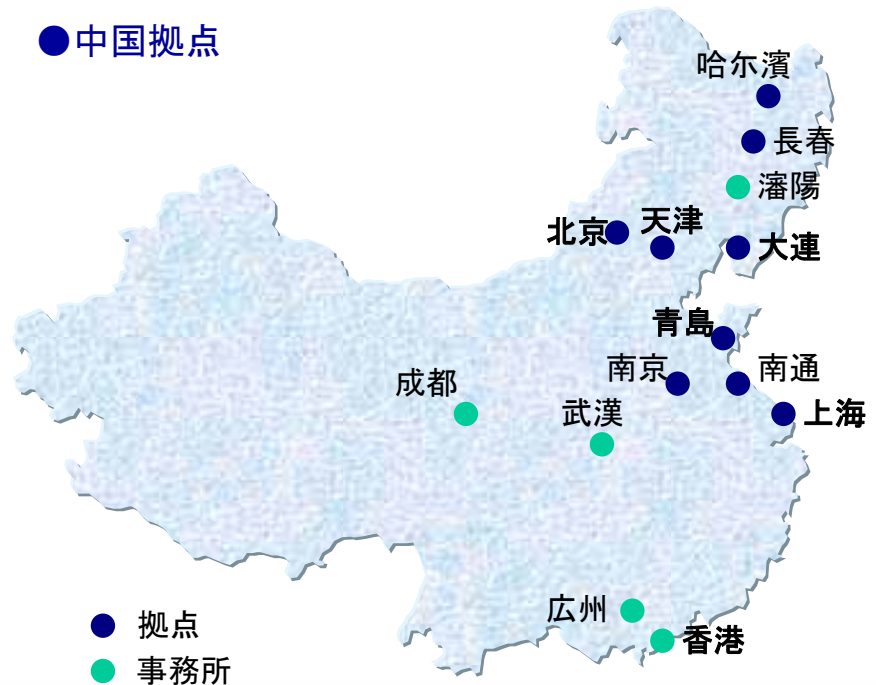 中国拠点
哈尔濱
長春
瀋陽
北京
天津
大連
青島
南京
南通
成都
武漢
上海
広州
香港
拠点
事務所